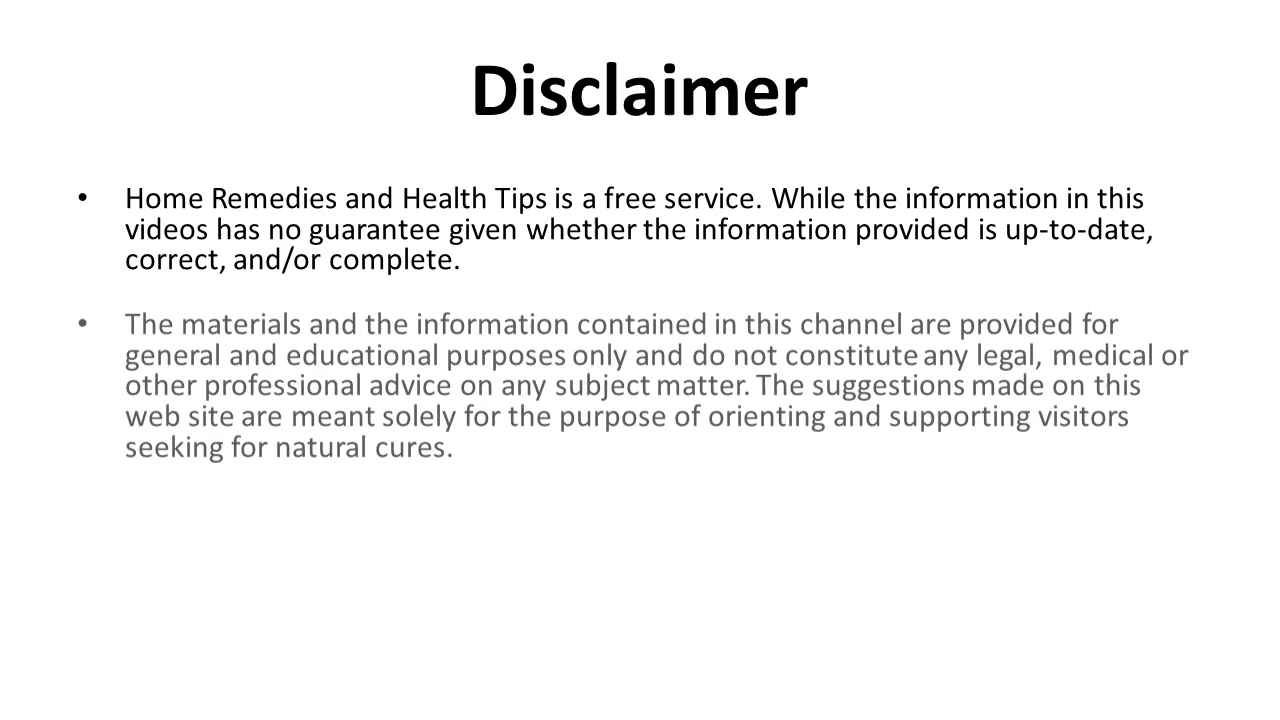 Disclaimer
• Home Remedies and Health Tips is a free service. While the information in this
videos has no guarantee given whether the information provided is up-to-date,
correct, and/or complete.
• The materials and the information contained in this channel are provided for
general and educational purposes only and do not constitute any legal, medical or
other professional advice on any subject matter. The suggestions made on this
web site are meant solely for the purpose of orienting and supporting visitors
seeking for natural cures.